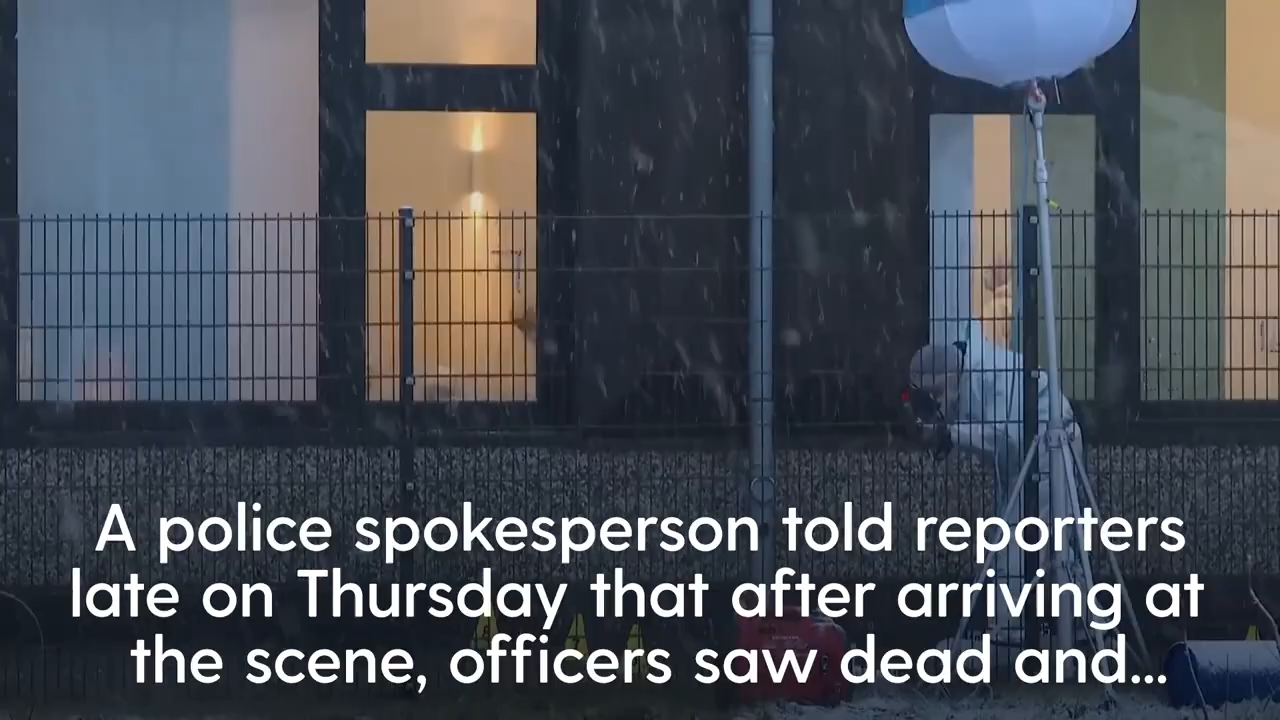 A police spokesperson told reporters
late on Thursday that after arriving at
the scene, officers saw dead and...